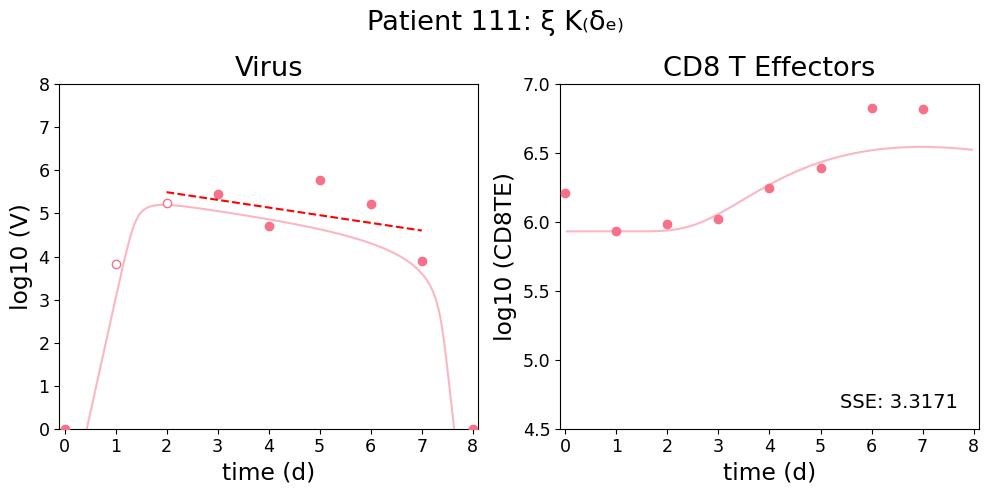 Patient 111: ξ K₍δₑ₎
Virus
CD8 T Effectors
log10 (V)
8
7
6
5
4
3
2
1
0
0 1 2 3 4 5 6 7 8
time (d)
log10 (CD8TE)
7.0
6.5
6.0
5.5
5.0
4.5
SSE: 3.3171
0 1 2 3 4 5 6 7 8
time (d)